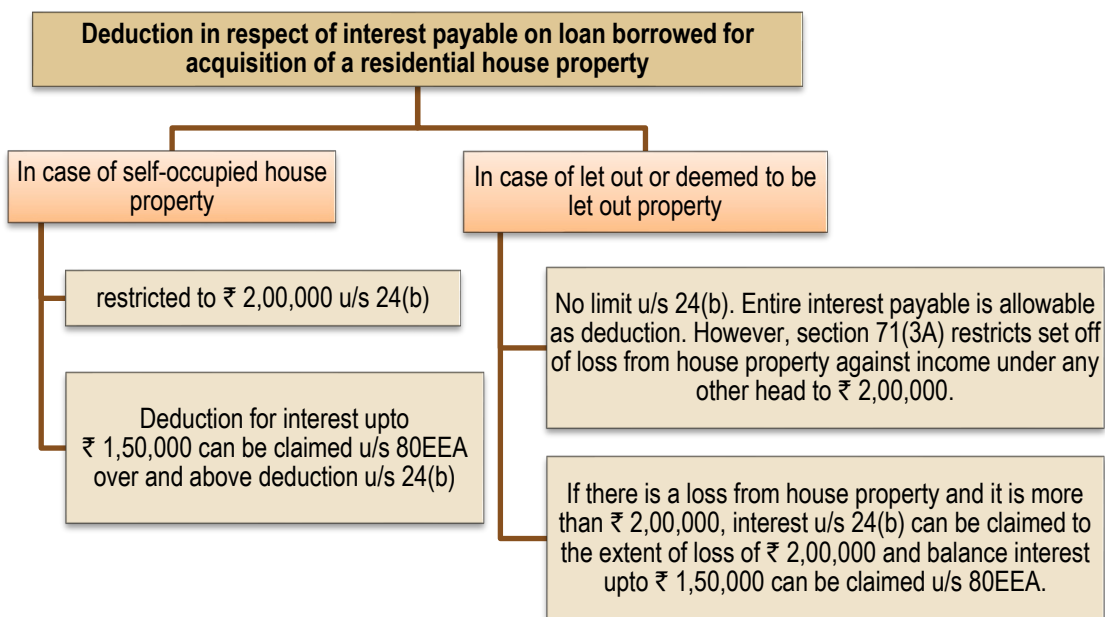 Deduction in respect of interest payable on loan borrowed for
acquisition of a residential house property
In case of self-occupied house
property
restricted to ₹ 2,00,000 u/s 24(b)
Deduction for interest upto
₹ 1,50,000 can be claimed u/s 80EEA
over and above deduction u/s 24(b)
In case of let out or deemed to be
let out property
No limit u/s 24(b). Entire interest payable is allowable
as deduction. However, section 71(3A) restricts set off
of loss from house property against income under any
other head to ₹ 2,00,000.
If there is a loss from house property and it is more
than ₹ 2,00,000, interest u/s 24(b) can be claimed to
the extent of loss of ₹ 2,00,000 and balance interest
upto ₹ 1,50,000 can be claimed u/s 80EEA.